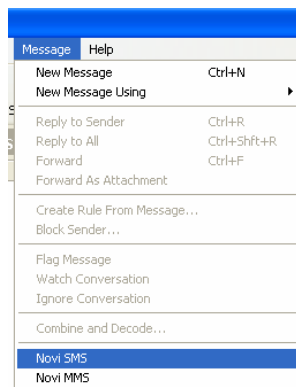 Message Help
New Message Ctrl+N
New Message Using
Reply to Sender Ctrl+R
Reply to All Ctrl+Shft+R
Forward Ctrl+F
Forward As Attachment
Create Rule From Message...
Block Sender...
Flag Message
Watch Conversation
Ignore Conversation
Combine and Decode...
Novi SMS
Novi MMS